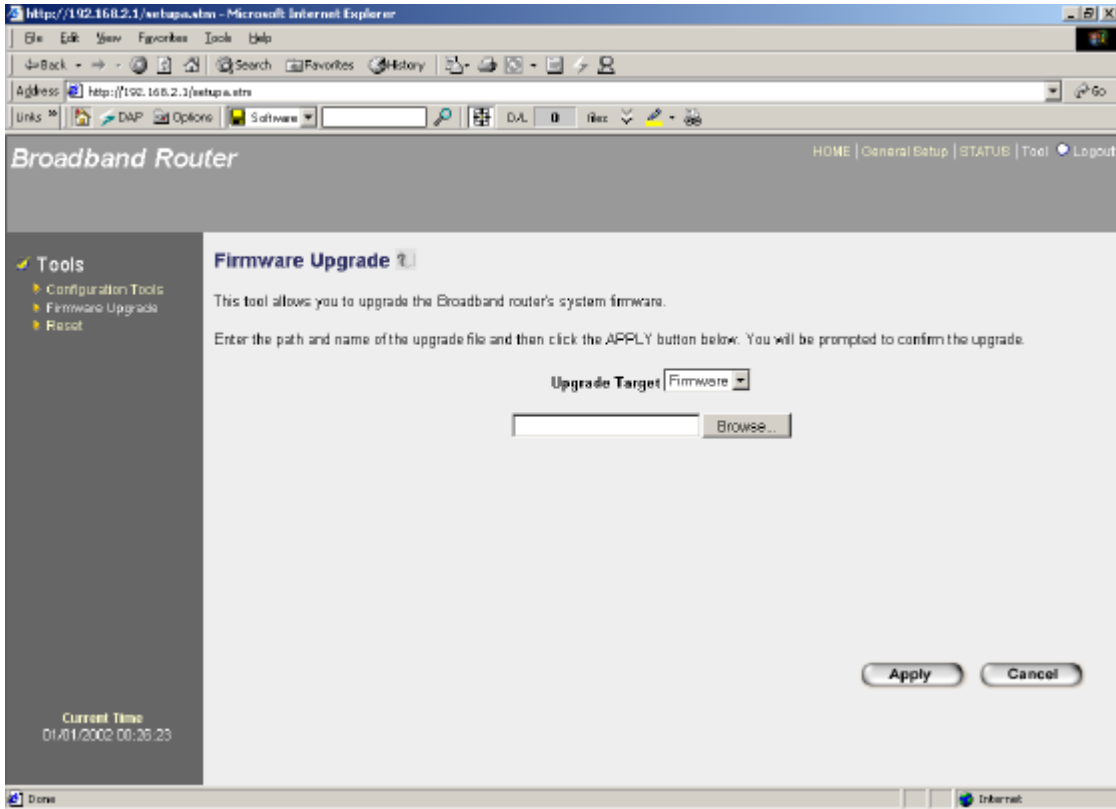 http://192.168.2.1/setupa.stm - Microsoft Internet Explorer
File Edit View Favorites Tools Help
Back Search Favorites History
Address http://192.168.2.1/setupa.stm Go
Links » DAP Options Software D/L 0 files
Broadband Router
HOME | General Setup | STATUS | Tool Logout
Tools
Configuration Tools
Firmware Upgrade
Reset
Firmware Upgrade
This tool allows you to upgrade the Broadband router's system firmware.
Enter the path and name of the upgrade file and then click the APPLY button below. You will be prompted to confirm the upgrade.
Upgrade Target Firmware
Browse...
Apply Cancel
Current Time
01/01/2002 00:26:23
Done Internet